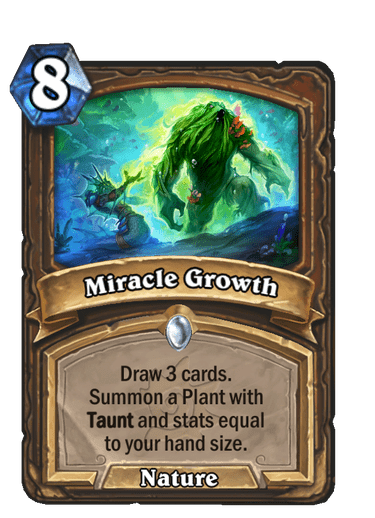 8
Miracle Growth
Draw 3 cards.
Summon a Plant with
Taunt and stats equal
to your hand size.
Nature